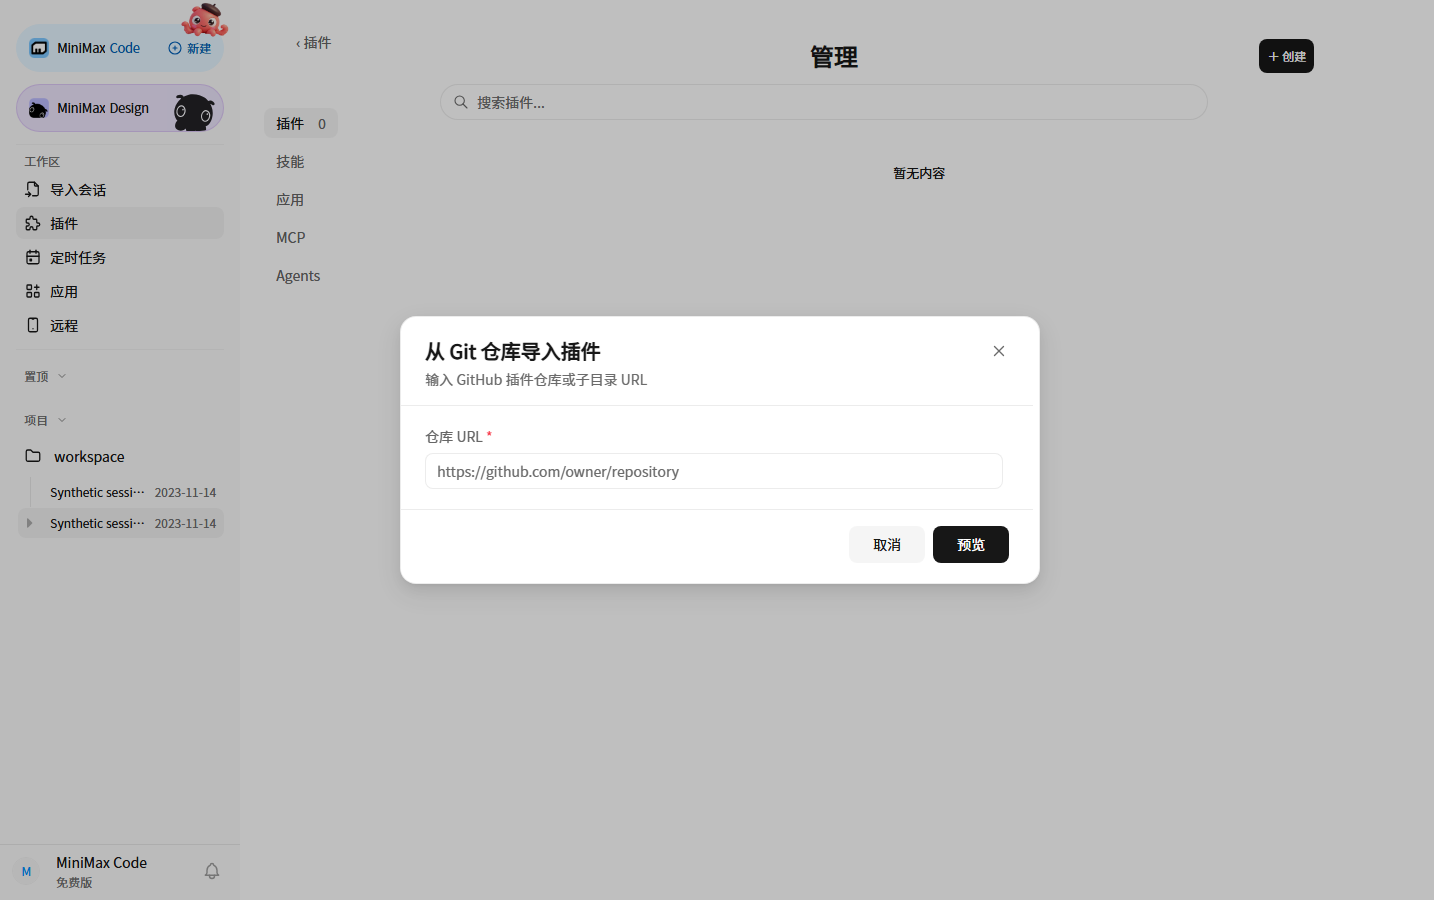 MiniMax Code
新建
MiniMax Design
工作区
导入会话
插件
定时任务
应用
远程
置顶
项目
workspace
Synthetic sessi··· 2023-11-14
Synthetic sessi··· 2023-11-14
M
MiniMax Code
免费版
‹ 插件
管理
+ 创建
搜索插件...
插件 0
技能
应用
MCP
Agents
暂无内容
从 Git 仓库导入插件
输入 GitHub 插件仓库或子目录 URL
仓库 URL *
https://github.com/owner/repository
取消
预览